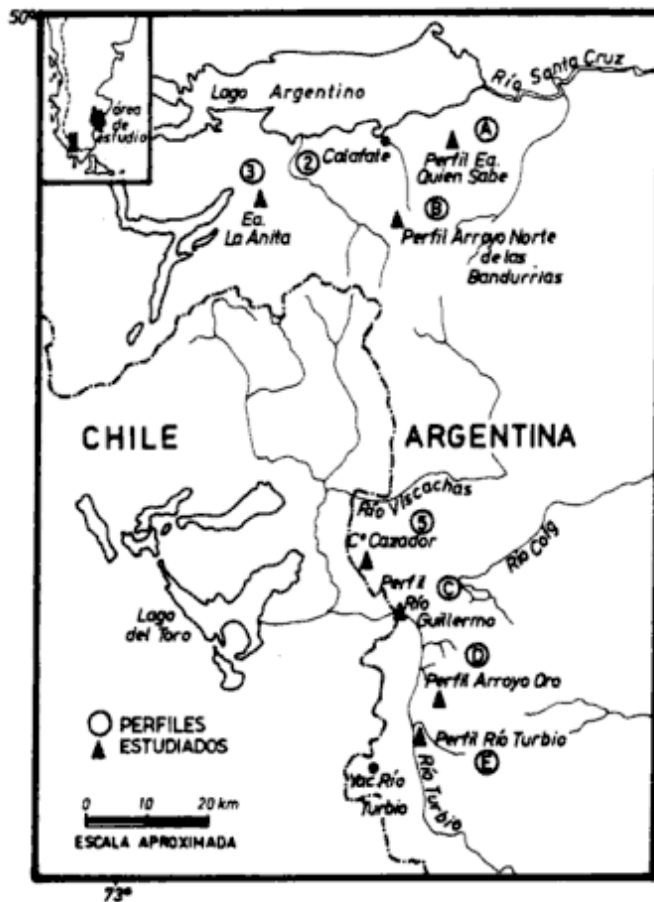 50°
área
de
estudio
Lago Argentino
Río Santa Cruz
Calafate
A
Perfil Ea.
Quien Sabe
3
2
Ea.
La Anita
B
Perfil Arroyo Norte
de las
Bandurrias
CHILE
ARGENTINA
Río Viscachas
5
C° Cazador
Río Coig
Perfil
Río
Guillermo
C
Lago
del Toro
D
Perfil Arroyo Oro
PERFILES
ESTUDIADOS
Perfil Río Turbio
E
Río Turbio
Yac. Río
Turbio
0 10 20 km
ESCALA APROXIMADA
73°